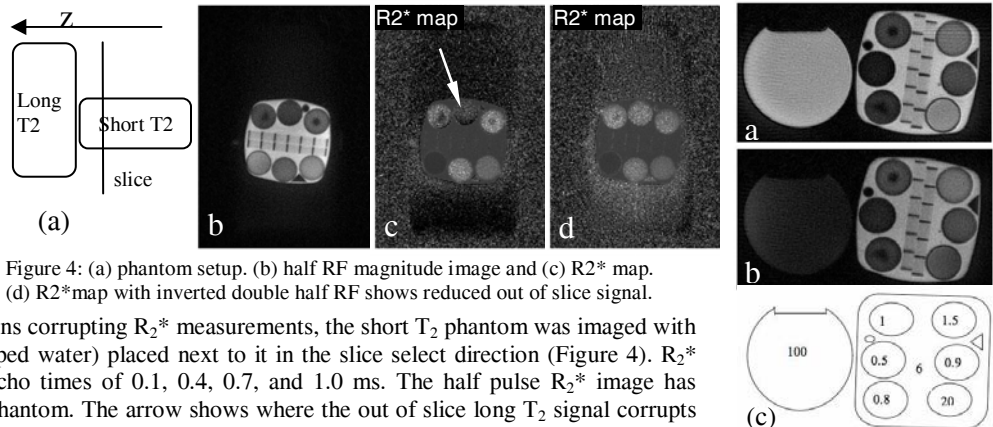 Z
Long
T2
Short T2
slice
(a)
b
R2* map
c
R2* map
d
Figure 4: (a) phantom setup. (b) half RF magnitude image and (c) R2* map.
(d) R2*map with inverted double half RF shows reduced out of slice signal.
ns corrupting R₂* measurements, the short T₂ phantom was imaged with
ped water) placed next to it in the slice select direction (Figure 4). R₂*
cho times of 0.1, 0.4, 0.7, and 1.0 ms. The half pulse R₂* image has
hantom. The arrow shows where the out of slice long T₂ signal corrupts
a
b
100
1
1.5
0.5
6
0.9
0.8
20
(c)